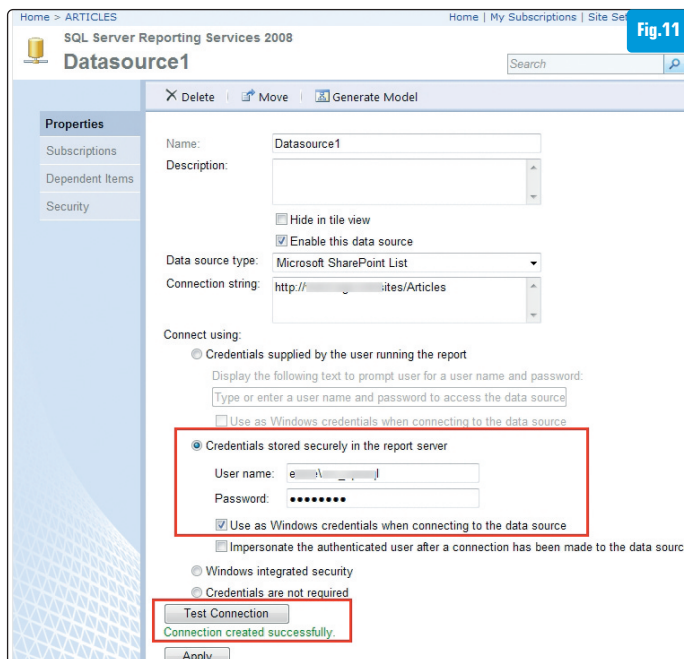 Home > ARTICLES
Home | My Subscriptions | Site Set
Fig.11
SQL Server Reporting Services 2008
Datasource1
Search
Delete | Move | Generate Model
Properties
Subscriptions
Dependent Items
Security
Name: Datasource1
Description:
Hide in tile view
Enable this data source
Data source type: Microsoft SharePoint List
Connection string: http:// ites/Articles
Connect using:
Credentials supplied by the user running the report
Display the following text to prompt user for a user name and password:
Type or enter a user name and password to access the data source
Use as Windows credentials when connecting to the data source
Credentials stored securely in the report server
User name:
Password: ••••••••
Use as Windows credentials when connecting to the data source
Impersonate the authenticated user after a connection has been made to the data sourc
Windows integrated security
Credentials are not required
Test Connection
Connection created successfully.
Apply